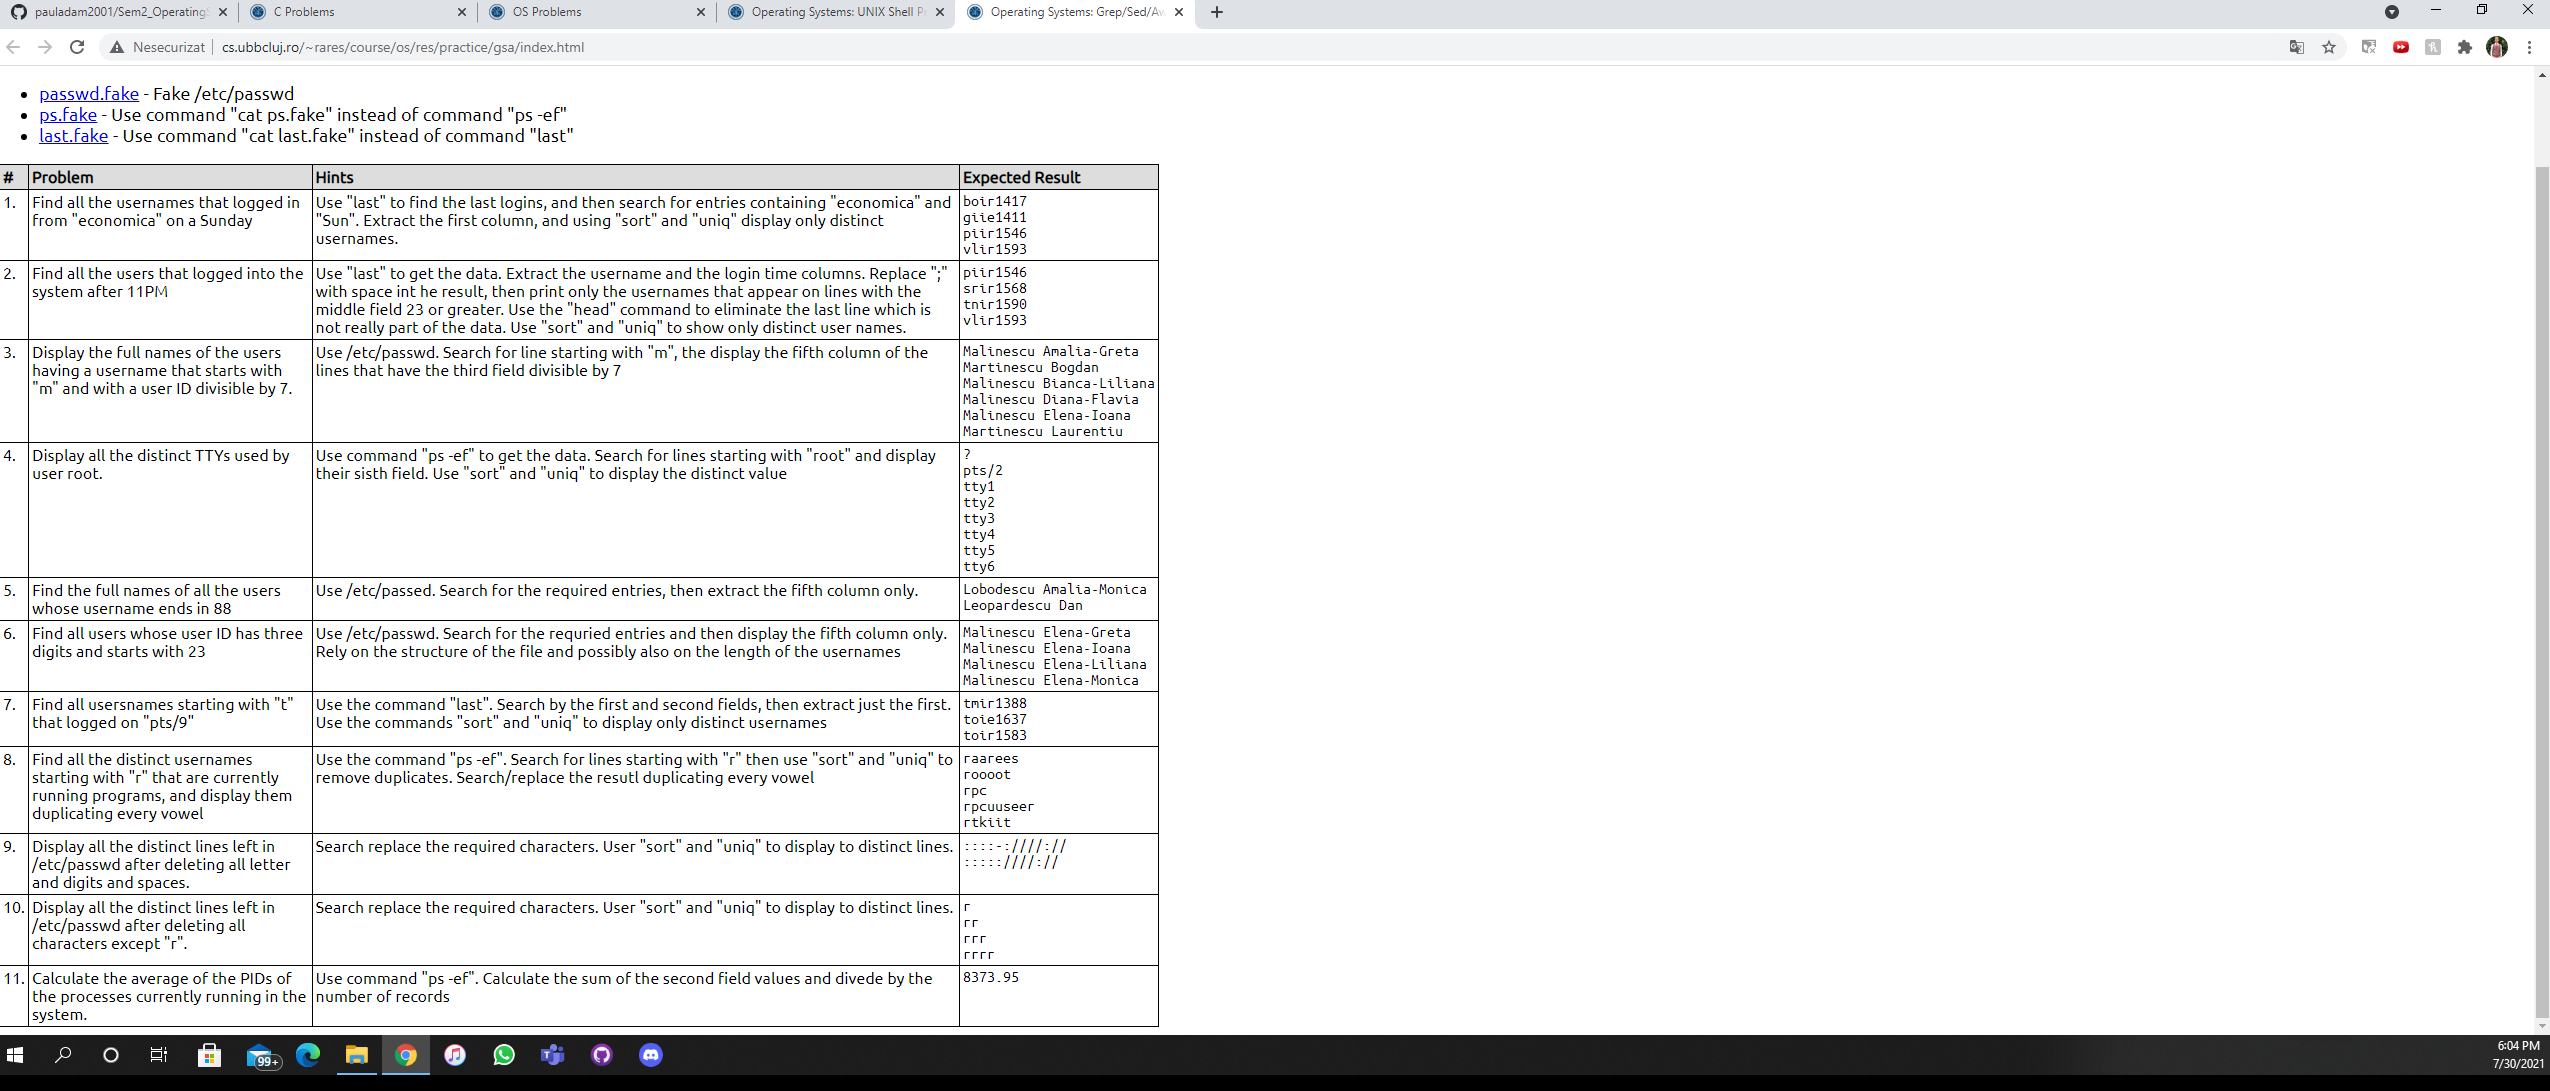 pauladam2001/Sem2_Operating
C Problems
OS Problems
Operating Systems: UNIX Shell P
Operating Systems: Grep/Sed/Aw
Nesecurizat | cs.ubbcluj.ro/~rares/course/os/res/practice/gsa/index.html
• passwd.fake - Fake /etc/passwd
• ps.fake - Use command "cat ps.fake" instead of command "ps -ef"
• last.fake - Use command "cat last.fake" instead of command "last"
# Problem Hints Expected Result
1. Find all the usernames that logged in
from "economica" on a Sunday
Use "last" to find the last logins, and then search for entries containing "economica" and
"Sun". Extract the first column, and using "sort" and "uniq" display only distinct
usernames.
boir1417
giie1411
piir1546
vlir1593
2. Find all the users that logged into the
system after 11PM
Use "last" to get the data. Extract the username and the login time columns. Replace ";"
with space int he result, then print only the usernames that appear on lines with the
middle field 23 or greater. Use the "head" command to eliminate the last line which is
not really part of the data. Use "sort" and "uniq" to show only distinct user names.
piir1546
srir1568
tnir1590
vlir1593
3. Display the full names of the users
having a username that starts with
"m" and with a user ID divisible by 7.
Use /etc/passwd. Search for line starting with "m", the display the fifth column of the
lines that have the third field divisible by 7
Malinescu Amalia-Greta
Martinescu Bogdan
Malinescu Bianca-Liliana
Malinescu Diana-Flavia
Malinescu Elena-Ioana
Martinescu Laurentiu
4. Display all the distinct TTYs used by
user root.
Use command "ps -ef" to get the data. Search for lines starting with "root" and display
their sisth field. Use "sort" and "uniq" to display the distinct value
?
pts/2
tty1
tty2
tty3
tty4
tty5
tty6
5. Find the full names of all the users
whose username ends in 88
Use /etc/passed. Search for the required entries, then extract the fifth column only.
Lobodescu Amalia-Monica
Leopardescu Dan
6. Find all users whose user ID has three
digits and starts with 23
Use /etc/passwd. Search for the requried entries and then display the fifth column only.
Rely on the structure of the file and possibly also on the length of the usernames
Malinescu Elena-Greta
Malinescu Elena-Ioana
Malinescu Elena-Liliana
Malinescu Elena-Monica
7. Find all usersnames starting with "t"
that logged on "pts/9"
Use the command "last". Search by the first and second fields, then extract just the first.
Use the commands "sort" and "uniq" to display only distinct usernames
tmir1388
toie1637
toir1583
8. Find all the distinct usernames
starting with "r" that are currently
running programs, and display them
duplicating every vowel
Use the command "ps -ef". Search for lines starting with "r" then use "sort" and "uniq" to
remove duplicates. Search/replace the resutl duplicating every vowel
raarees
roooot
rpc
rpcuuseer
rtkiit
9. Display all the distinct lines left in
/etc/passwd after deleting all letter
and digits and spaces.
Search replace the required characters. User "sort" and "uniq" to display to distinct lines.
::::-:////://
:::::////://
10. Display all the distinct lines left in
/etc/passwd after deleting all
characters except "r".
Search replace the required characters. User "sort" and "uniq" to display to distinct lines.
r
rr
rrr
rrrr
11. Calculate the average of the PIDs of
the processes currently running in the
system.
Use command "ps -ef". Calculate the sum of the second field values and divede by the
number of records
8373.95
99+
6:04 PM
7/30/2021